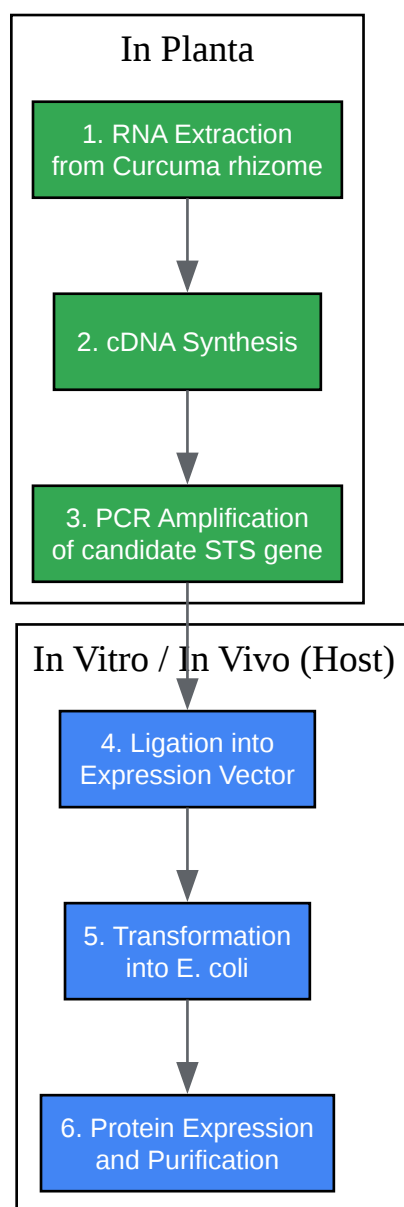 In Planta
1. RNA Extraction
from Curcuma rhizome
2. cDNA Synthesis
3. PCR Amplification
of candidate STS gene
In Vitro / In Vivo (Host)
4. Ligation into
Expression Vector
5. Transformation
into E. coli
6. Protein Expression
and Purification